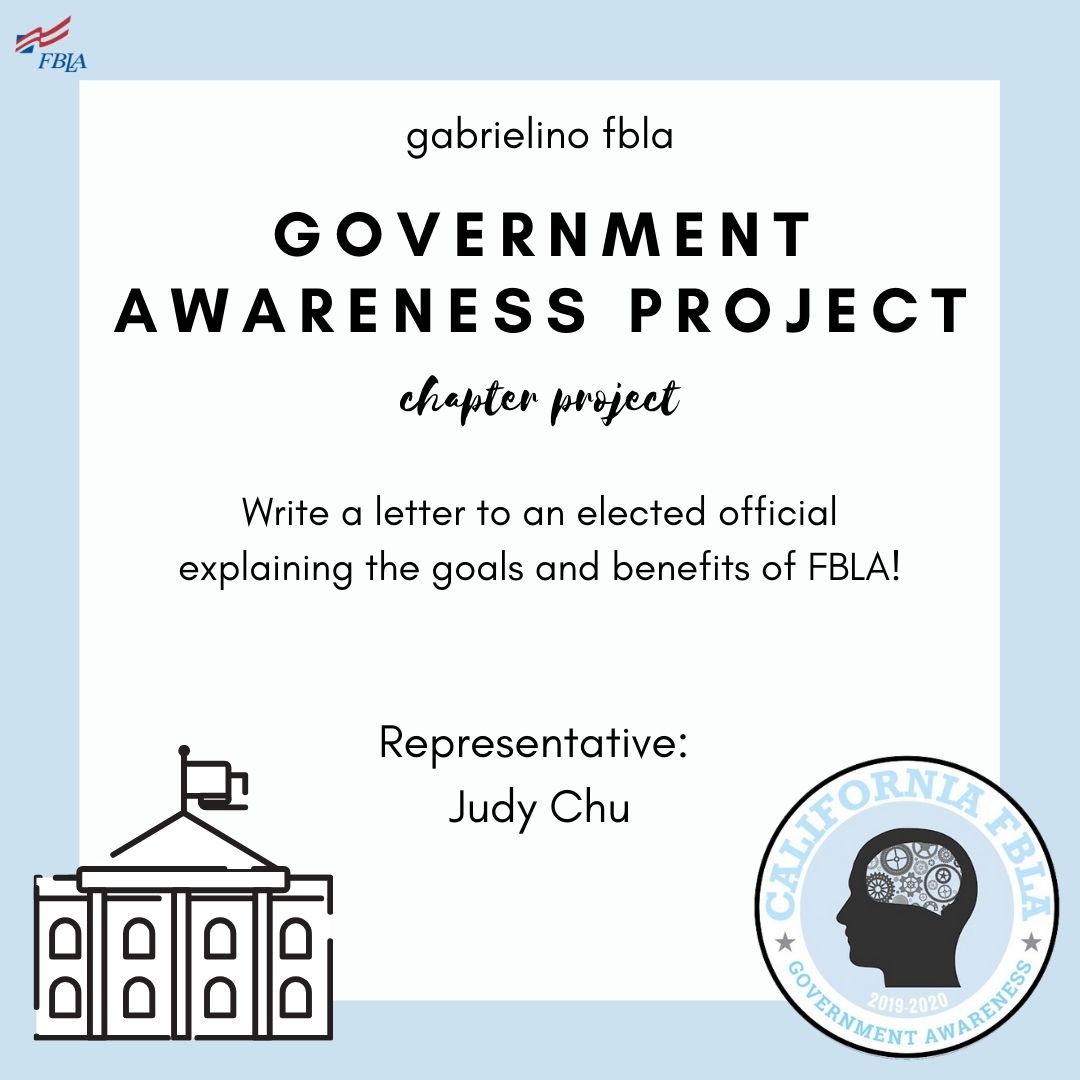 FBLA
gabrielino fbla
GOVERNMENT
AWARENESS PROJECT
chapter project
Write a letter to an elected official
explaining the goals and benefits of FBLA!
Representative:
Judy Chu
CALIFORNIA FBLA
2019-2020
GOVERNMENT AWARENESS